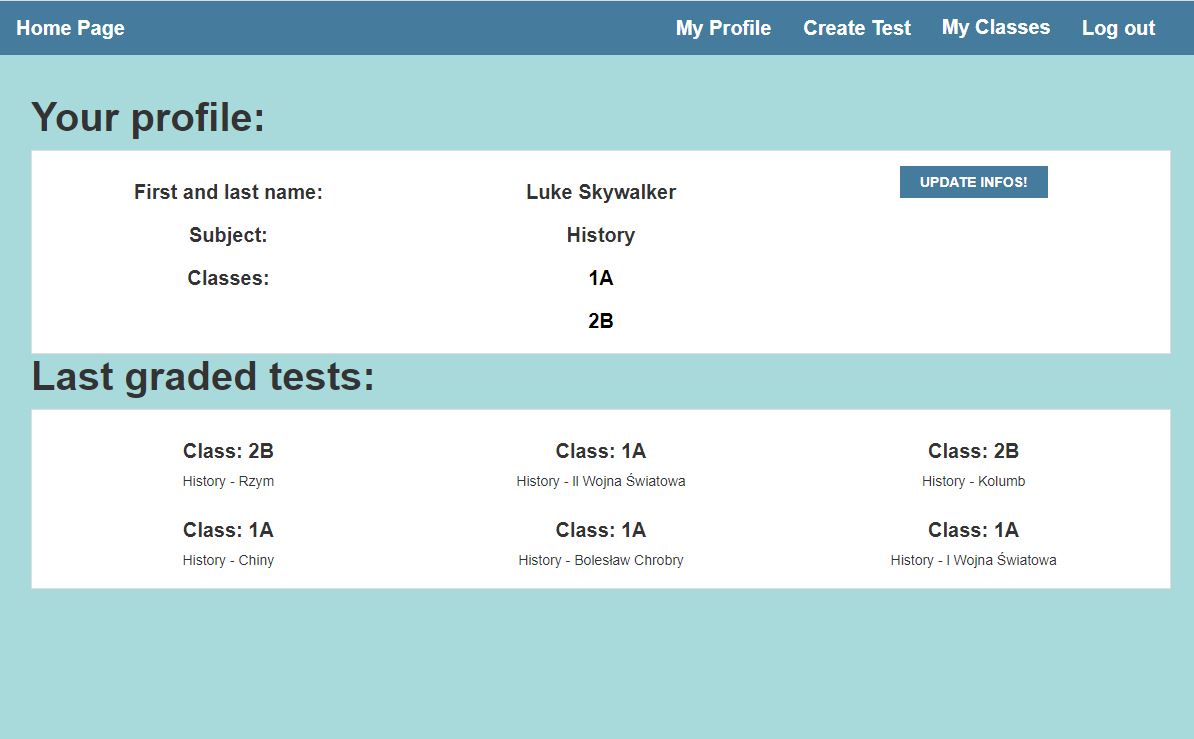 Home Page My Profile Create Test My Classes Log out
Your profile:
First and last name: Luke Skywalker UPDATE INFOS!
Subject: History
Classes: 1A
2B
Last graded tests:
Class: 2B Class: 1A Class: 2B
History - Rzym History - II Wojna Światowa History - Kolumb
Class: 1A Class: 1A Class: 1A
History - Chiny History - Bolesław Chrobry History - I Wojna Światowa